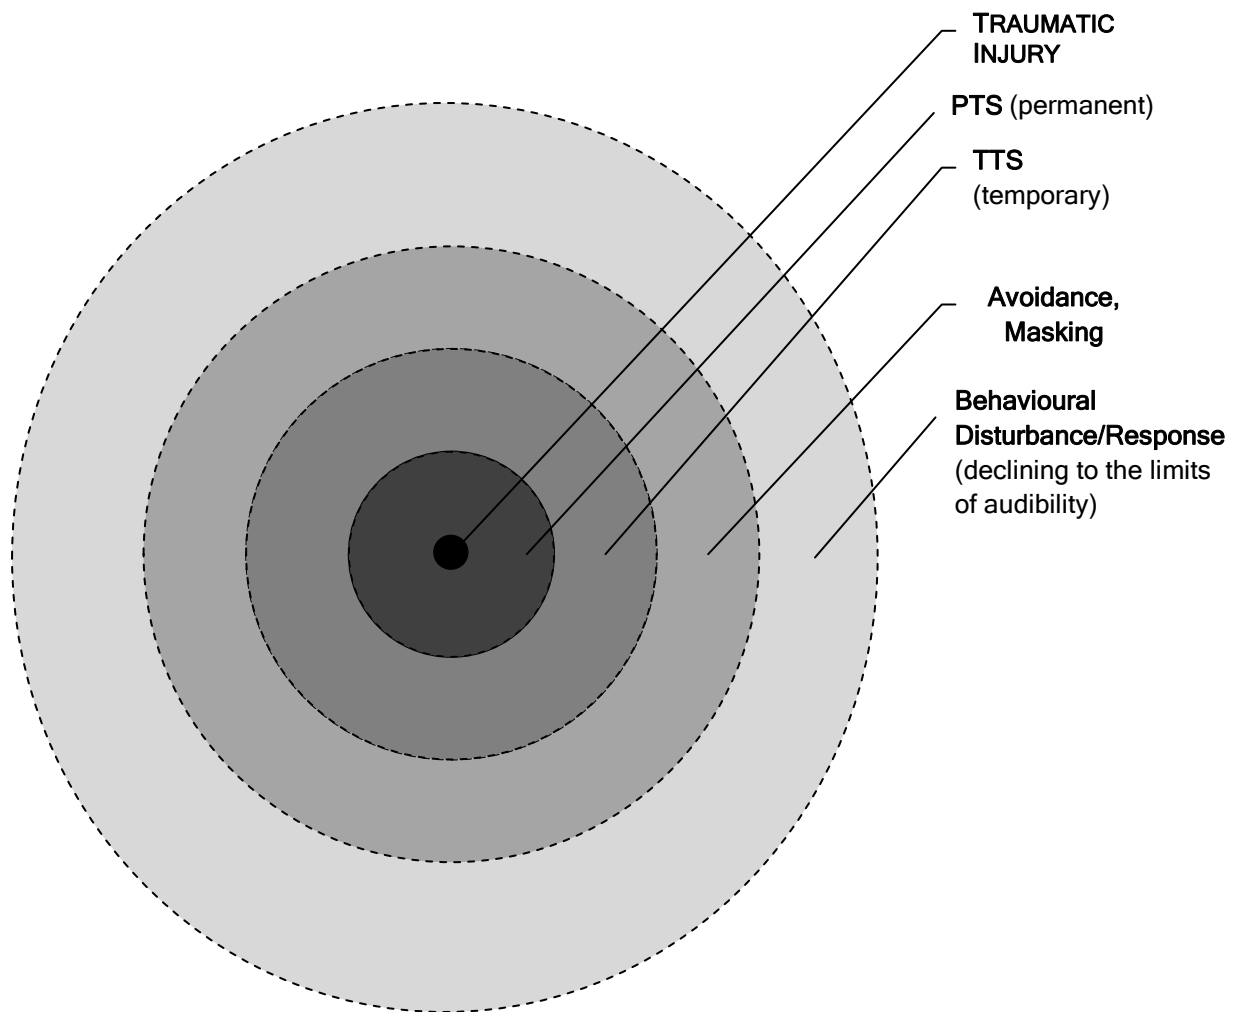 TRAUMATIC
INJURY
PTS (permanent)
TTS
(temporary)
Avoidance,
Masking
Behavioural
Disturbance/Response
(declining to the limits
of audibility)